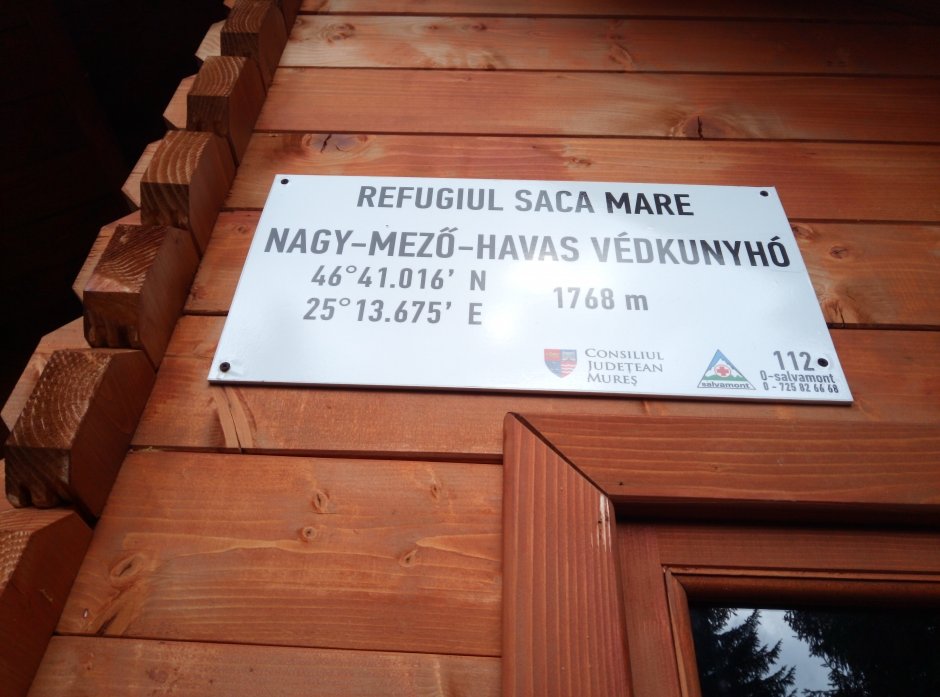 REFUGIUL SACA MARE
NAGY-MEZŐ-HAVAS VÉDKUNYHÓ
46°41.016' N
25°13.675' E
1768 m
CONSILIUL
JUDEȚEAN
MUREȘ
salvamont
112
0-salvamont
0-725 82 66 68